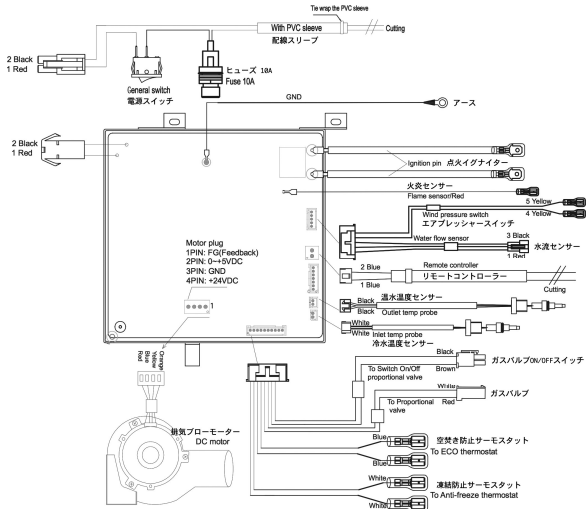 Tie wrap the PVC sleeve
With PVC sleeve
Cutting
配線スリーブ
2 Black
1 Red
General switch
電源スイッチ
ヒューズ 10A
Fuse 10A
GND
アース
2 Black
1 Red
Ignition pin 点火イグナイター
火炎センサー
Flame sensor/Red
5 Yellow
Wind pressure switch
4 Yellow
エアプレッシャースイッチ
Water flow sensor
3 Black
水流センサー
1 Red
Motor plug
1PIN: FG(Feedback)
2PIN: 0~+5VDC
3PIN: GND
4PIN: +24VDC
1
2 Blue
Remote controller
リモートコントローラー
1 Blue
Cutting
Black
温水温度センサー
Black
Outlet temp probe
White
Inlet temp probe
White
冷水温度センサー
Orange
Yellow
Blue
Red
Black
ガスバルブON/OFFスイッチ
To Switch On/Off
proportional valve
Brown
White
ガスバルブ
To Proportional
valve
Red
排気ブローモーター
DC motor
Blue
空焚き防止サーモスタット
To ECO thermostat
Blue
White
凍結防止サーモスタット
To Anti-freeze thermostat
White